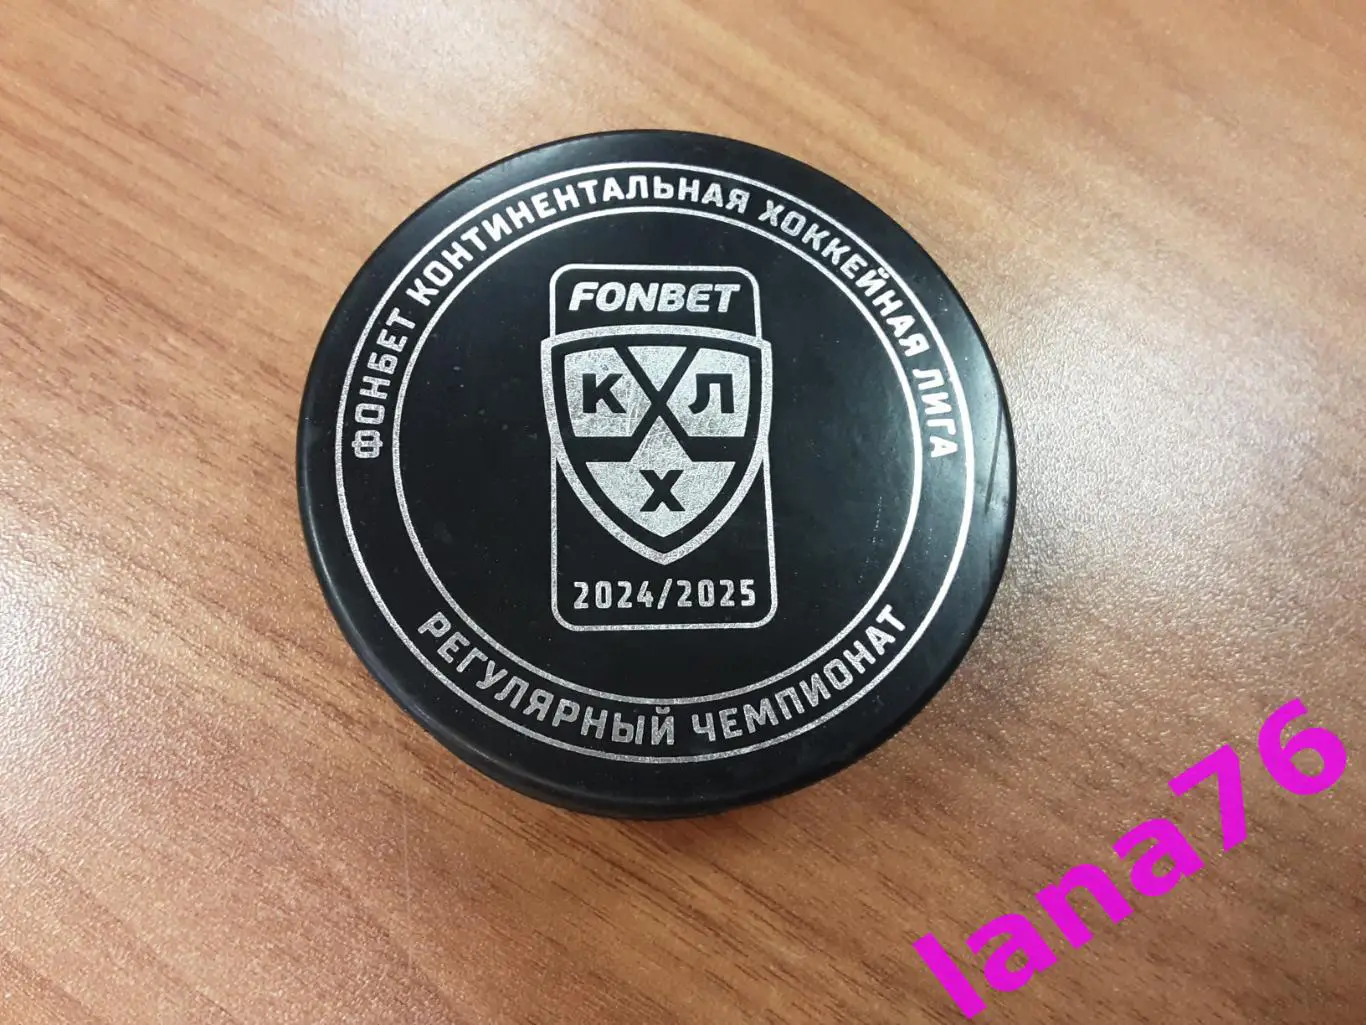 ФОНБЕТ КОНТИНЕНТАЛЬНАЯ ХОККЕЙНАЯ ЛИГА
FONBET
К Л
Х
2024/2025
РЕГУЛЯРНЫЙ ЧЕМПИОНАТ
lana76